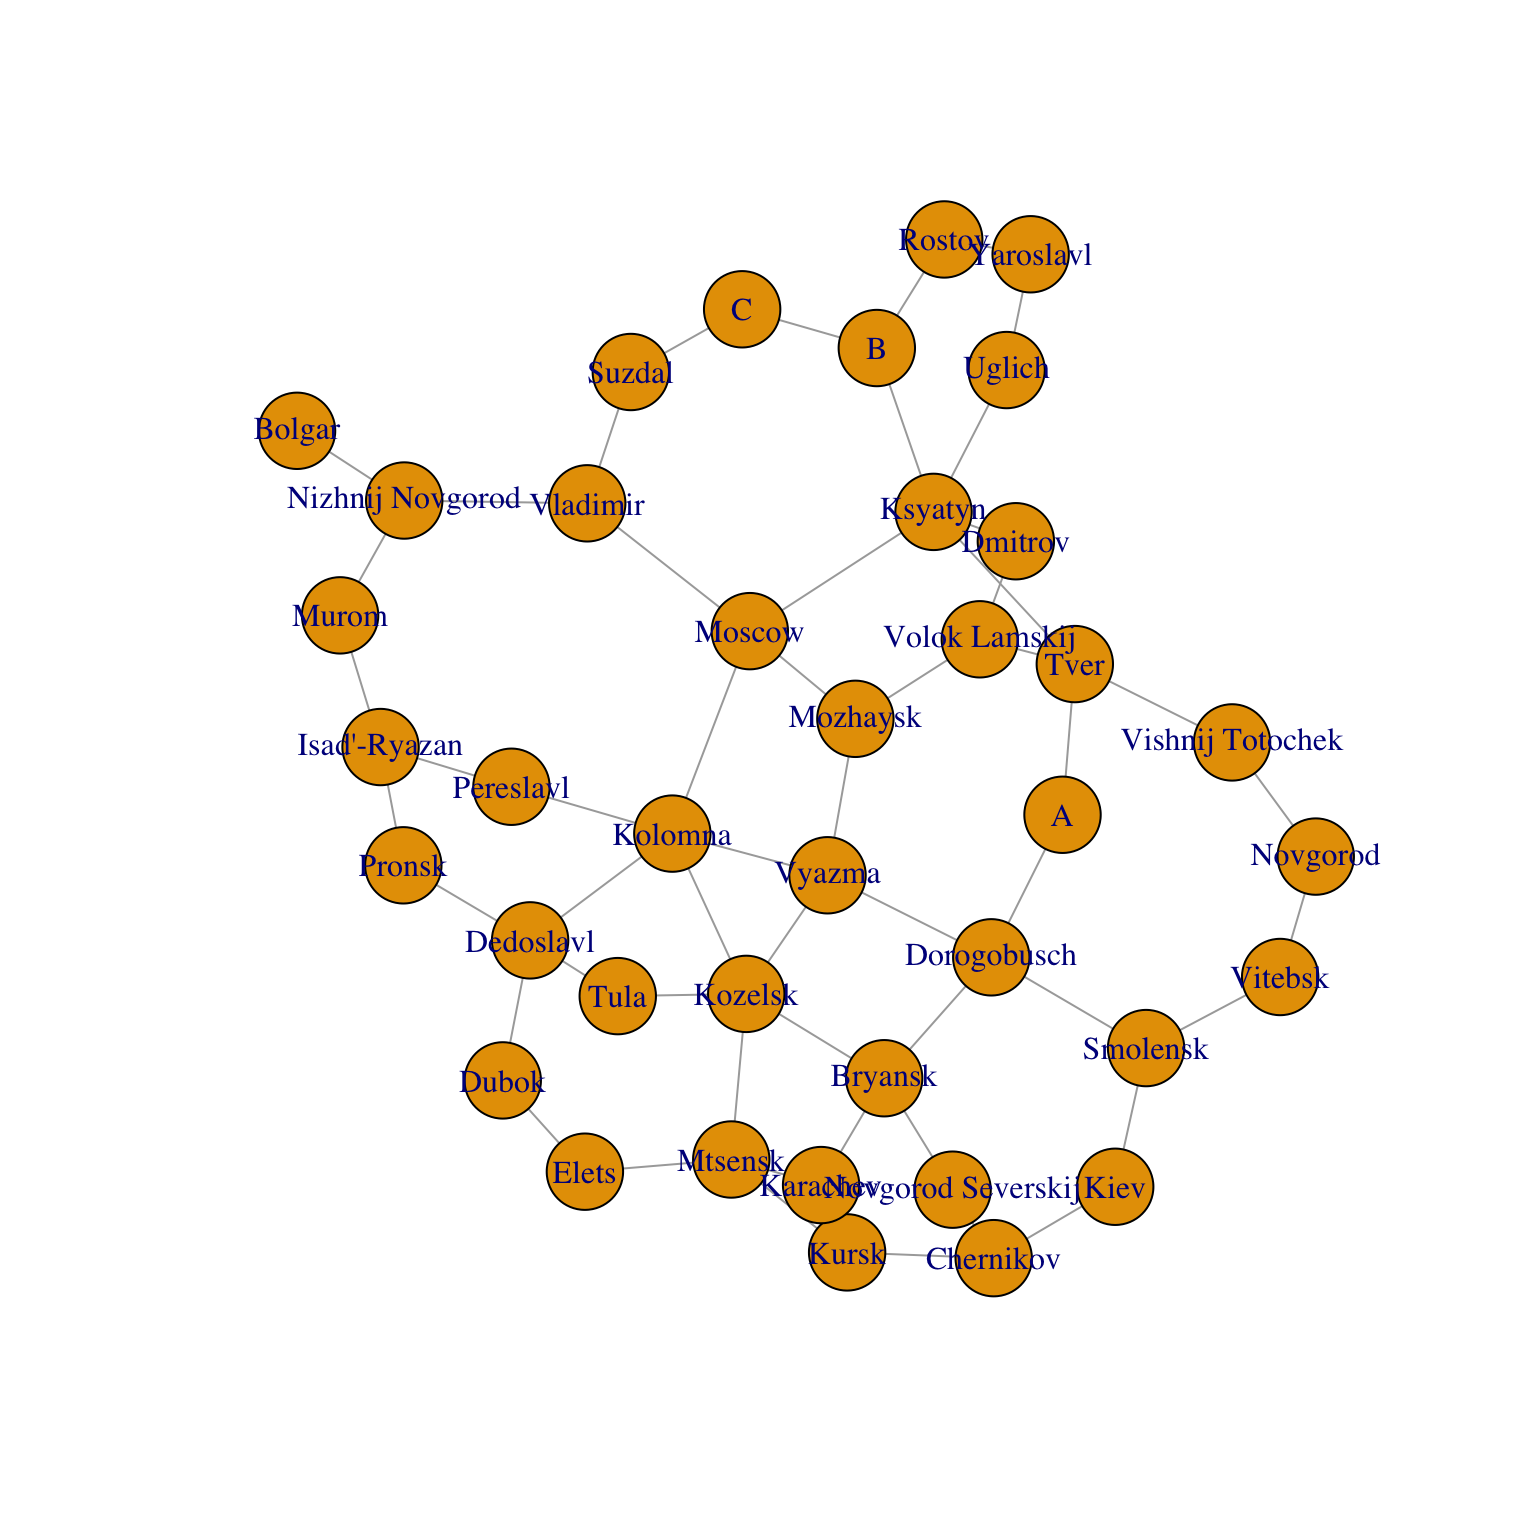 Rostov
Yaroslavl
C
B
Uglich
Suzdal
Bolgar
Nizhnij Novgorod
Vladimir
Ksyatyn
Dmitrov
Murom
Moscow
Volok Lamskij
Tver
Mozhaysk
Vishnij Totochek
Isad'-Ryazan
Pereslavl
A
Kolomna
Novgorod
Pronsk
Vyazma
Dedoslavl
Dorogobusch
Vitebsk
Tula
Kozelsk
Smolensk
Dubok
Bryansk
Mtsensk
Elets
Karachev
Novgorod Severskij
Kiev
Kursk
Chernikov